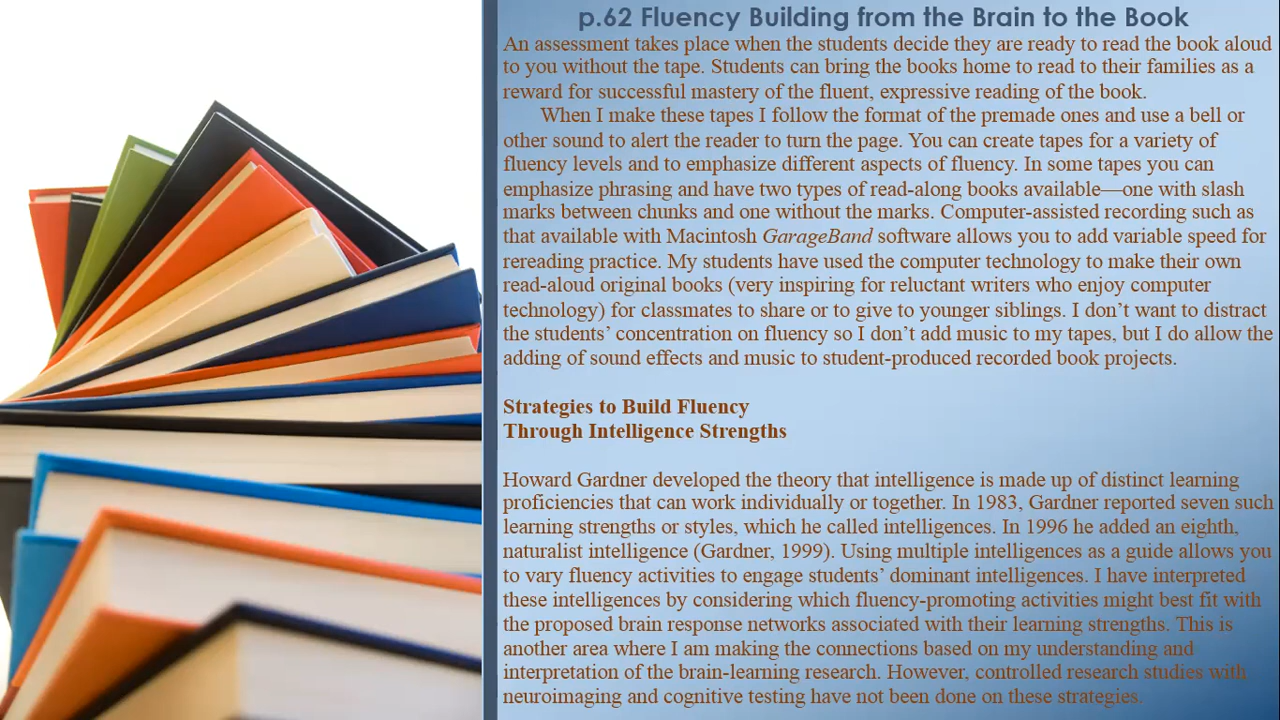 p.62 Fluency Building from the Brain to the Book
An assessment takes place when the students decide they are ready to read the book aloud
to you without the tape. Students can bring the books home to read to their families as a
reward for successful mastery of the fluent, expressive reading of the book.
When I make these tapes I follow the format of the premade ones and use a bell or
other sound to alert the reader to turn the page. You can create tapes for a variety of
fluency levels and to emphasize different aspects of fluency. In some tapes you can
emphasize phrasing and have two types of read-along books available—one with slash
marks between chunks and one without the marks. Computer-assisted recording such as
that available with Macintosh GarageBand software allows you to add variable speed for
rereading practice. My students have used the computer technology to make their own
read-aloud original books (very inspiring for reluctant writers who enjoy computer
technology) for classmates to share or to give to younger siblings. I don’t want to distract
the students’ concentration on fluency so I don’t add music to my tapes, but I do allow the
adding of sound effects and music to student-produced recorded book projects.
Strategies to Build Fluency
Through Intelligence Strengths
Howard Gardner developed the theory that intelligence is made up of distinct learning
proficiencies that can work individually or together. In 1983, Gardner reported seven such
learning strengths or styles, which he called intelligences. In 1996 he added an eighth,
naturalist intelligence (Gardner, 1999). Using multiple intelligences as a guide allows you
to vary fluency activities to engage students’ dominant intelligences. I have interpreted
these intelligences by considering which fluency-promoting activities might best fit with
the proposed brain response networks associated with their learning strengths. This is
another area where I am making the connections based on my understanding and
interpretation of the brain-learning research. However, controlled research studies with
neuroimaging and cognitive testing have not been done on these strategies.